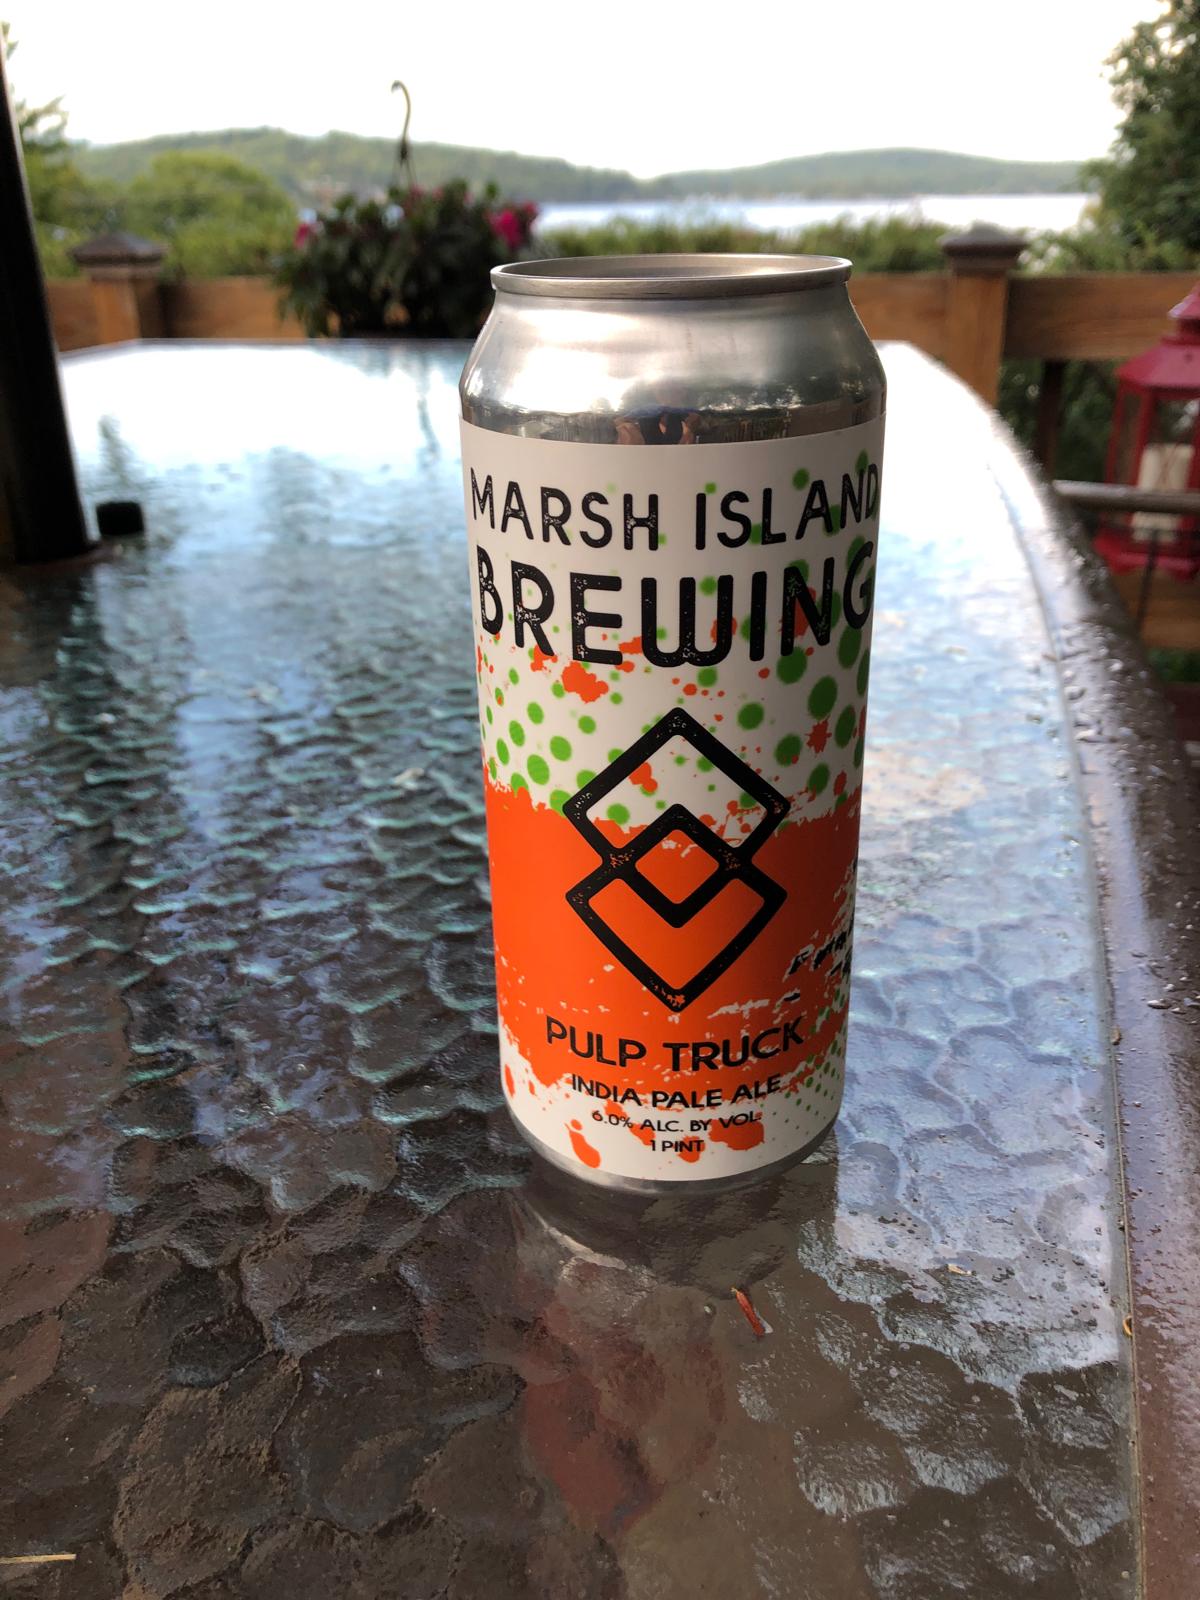 MARSH ISLAND
BREWING
PULP TRUCK
INDIA PALE ALE
6.0% ALC. BY VOL.
1 PINT